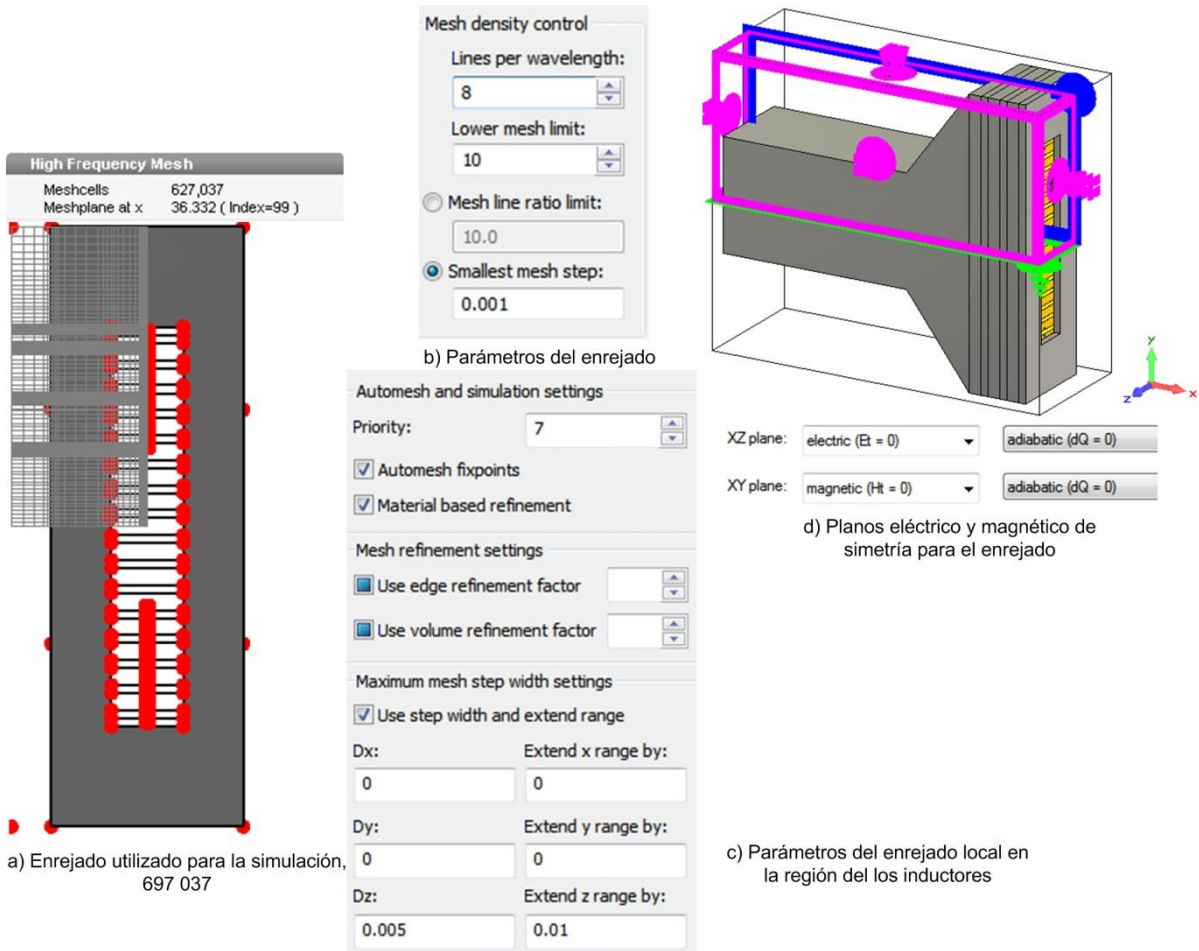 High Frequency Mesh
Meshcells 627,037
Meshplane at x 36.332 ( Index=99 )
a) Enrejado utilizado para la simulación,
697 037
Mesh density control
Lines per wavelength:
8
Lower mesh limit:
10
Mesh line ratio limit:
10.0
Smallest mesh step:
0.001
b) Parámetros del enrejado
Automesh and simulation settings
Priority: 7
Automesh fixpoints
Material based refinement
Mesh refinement settings
Use edge refinement factor
Use volume refinement factor
Maximum mesh step width settings
Use step width and extend range
Dx: Extend x range by:
0 0
Dy: Extend y range by:
0 0
Dz: Extend z range by:
0.005 0.01
c) Parámetros del enrejado local en
la región del los inductores
y
z
x
XZ plane: electric (Et = 0) adiabatic (dQ = 0)
XY plane: magnetic (Ht = 0) adiabatic (dQ = 0)
d) Planos eléctrico y magnético de
simetría para el enrejado